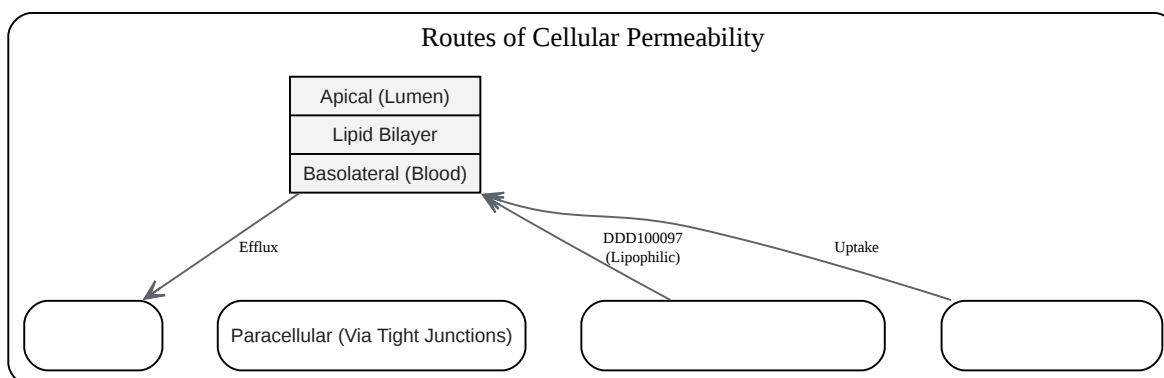 Routes of Cellular Permeability
Apical (Lumen)
Lipid Bilayer
Basolateral (Blood)
Efflux
DDD100097
(Lipophilic)
Uptake
Paracellular (Via Tight Junctions)